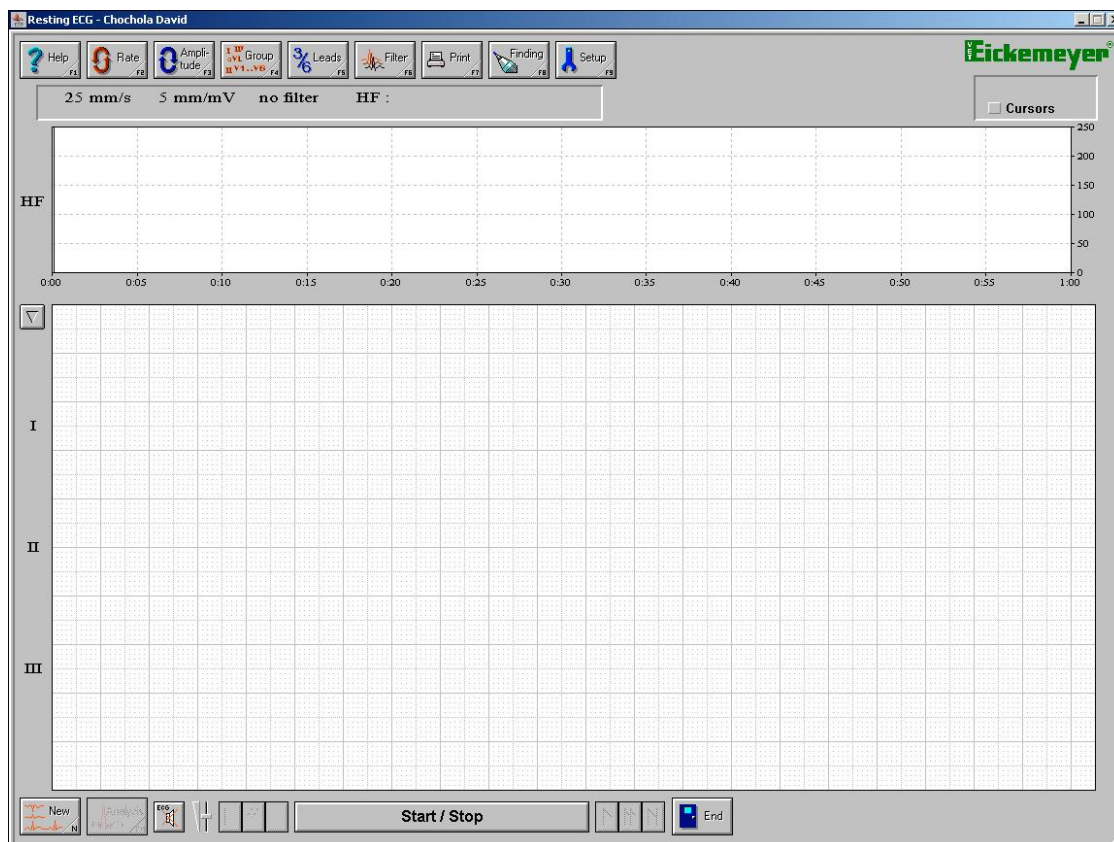 Resting ECG - Chochola David
Help F1 Rate F2 Ampli-tude F3 I III aVL Group II V1..V6 F4 3/6 Leads F5 Filter F6 Print F7 Finding F8 Setup F9
VET Eickemeyer®
25 mm/s 5 mm/mV no filter HF :
Cursors
HF
250
200
150
100
50
0
0:00 0:05 0:10 0:15 0:20 0:25 0:30 0:35 0:40 0:45 0:50 0:55 1:00
I
II
III
New N Analysis ECG Start / Stop End